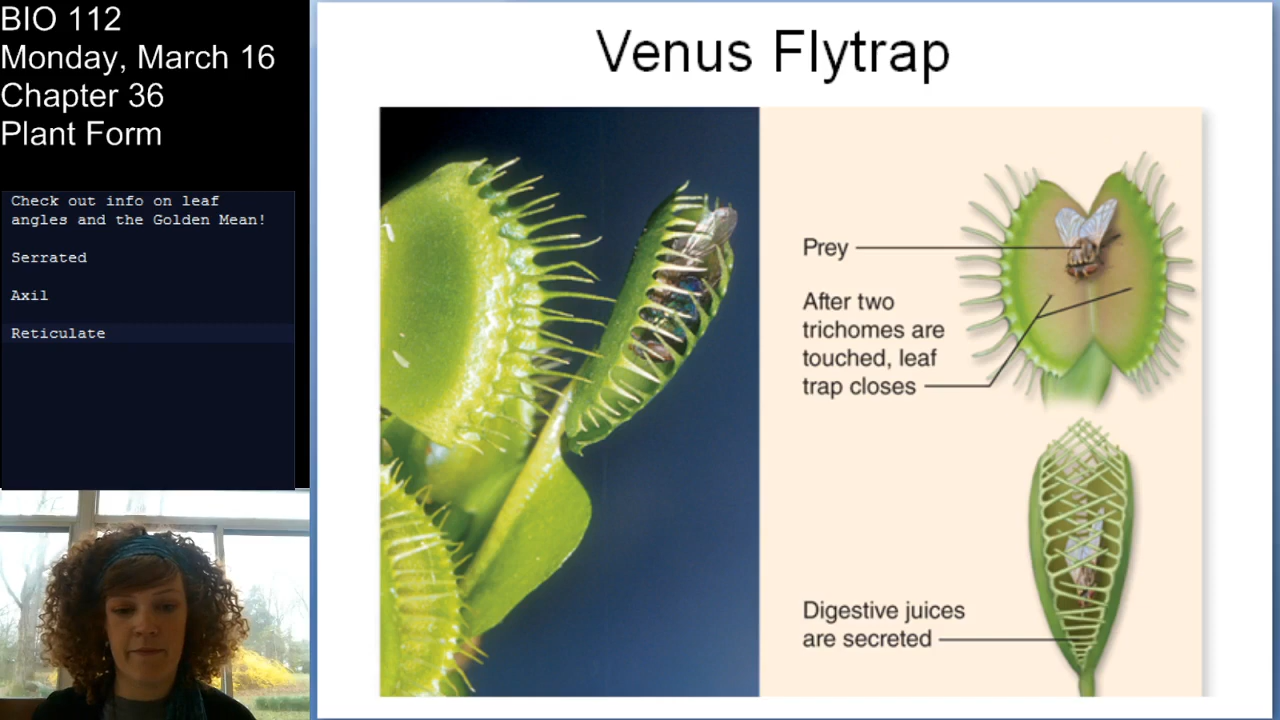 BIO 112
Monday, March 16
Chapter 36
Plant Form
Check out info on leaf
angles and the Golden Mean!
Serrated
Axil
Reticulate
Venus Flytrap
Prey
After two
trichomes are
touched, leaf
trap closes
Digestive juices
are secreted